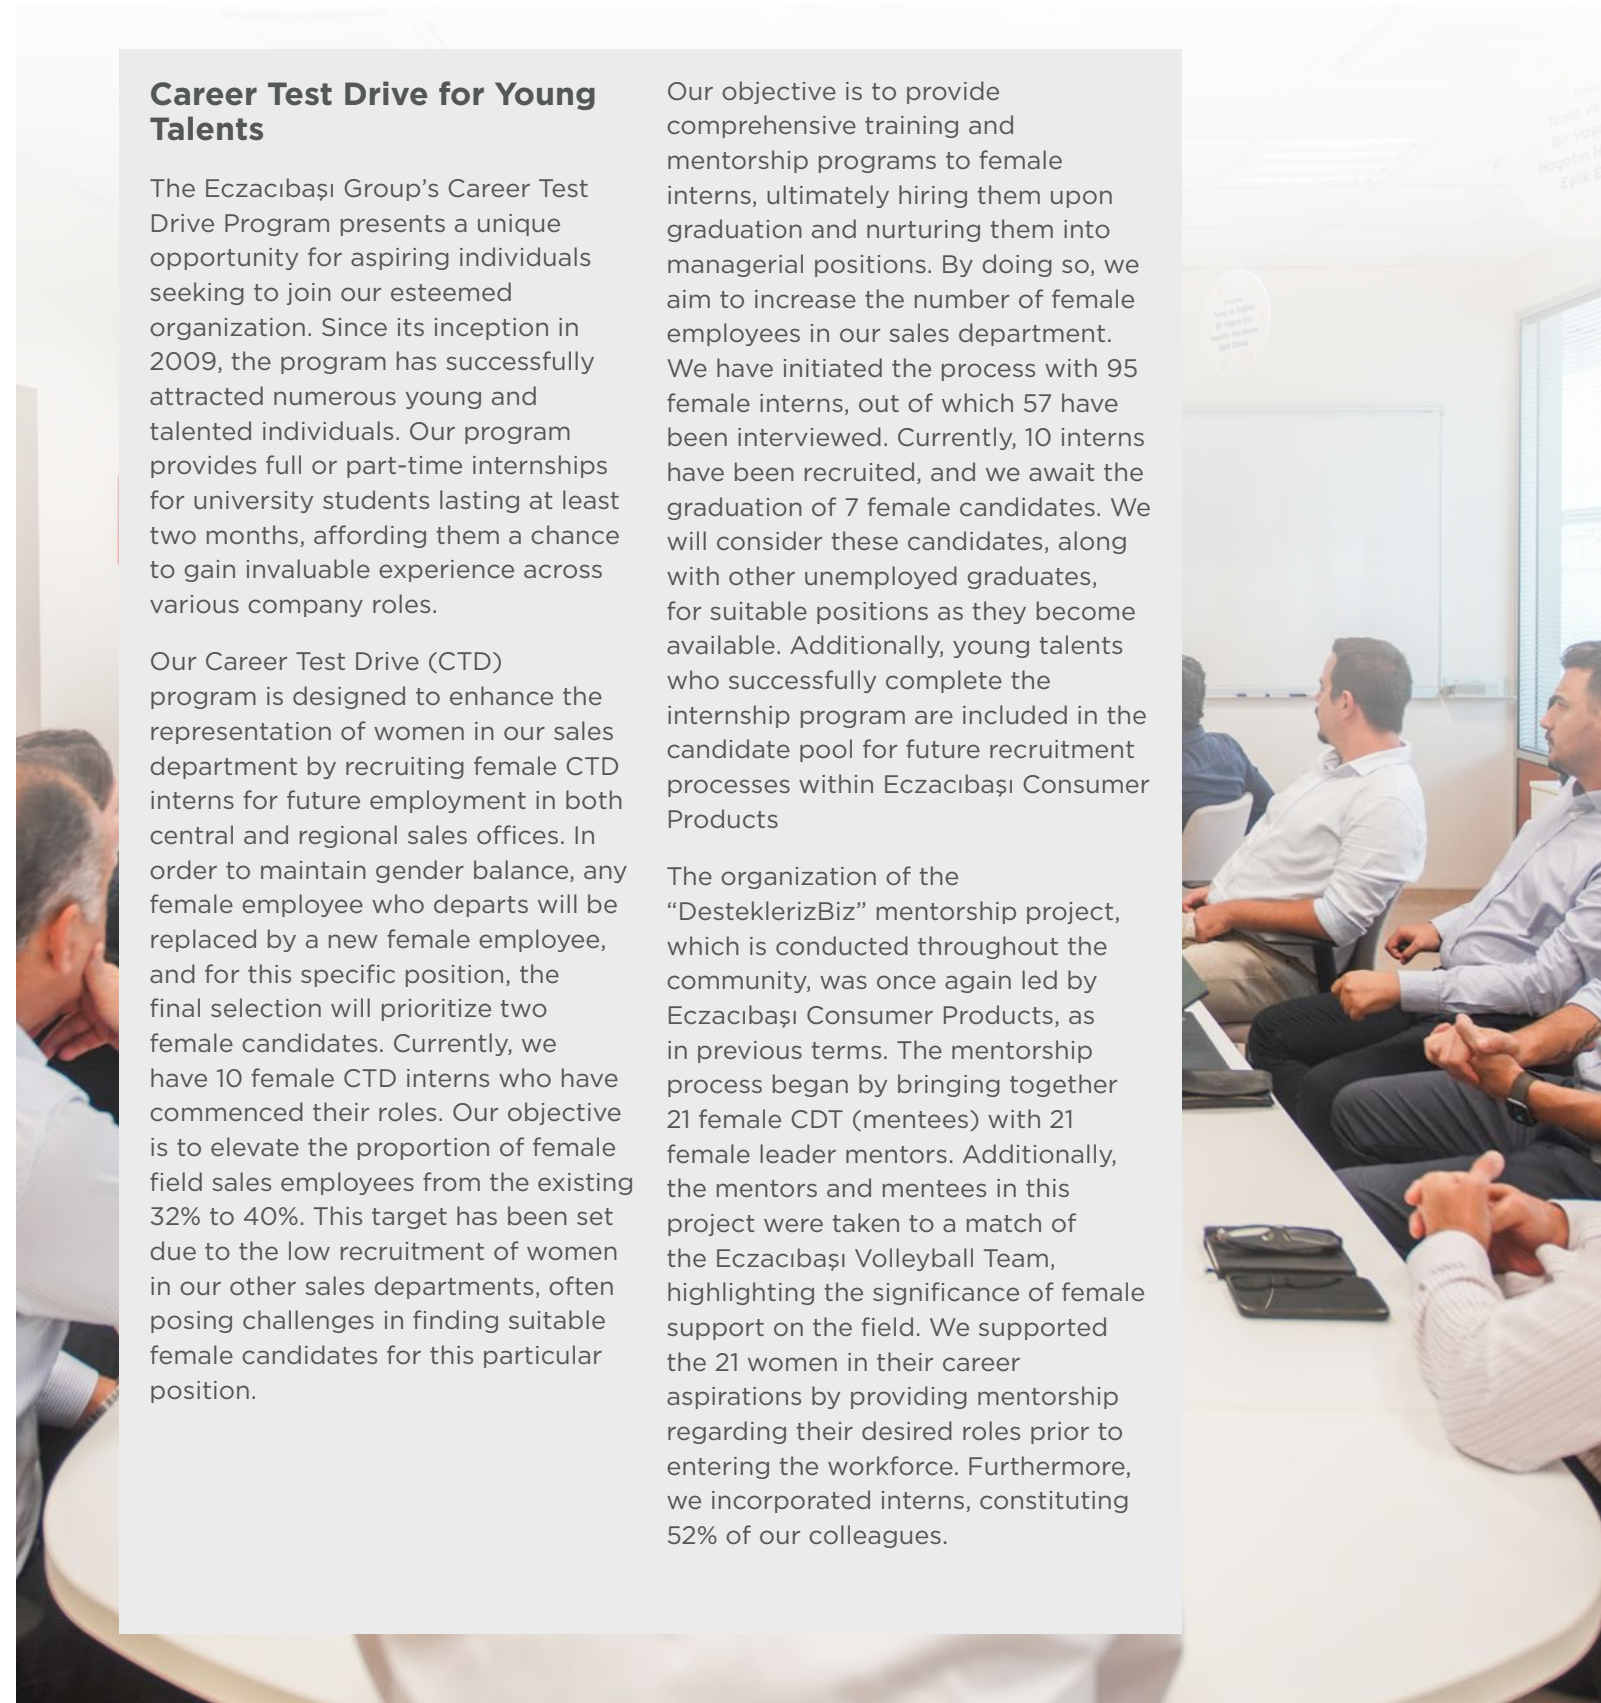 Career Test Drive for Young
Talents
The Eczacıbaşı Group’s Career Test
Drive Program presents a unique
opportunity for aspiring individuals
seeking to join our esteemed
organization. Since its inception in
2009, the program has successfully
attracted numerous young and
talented individuals. Our program
provides full or part-time internships
for university students lasting at least
two months, affording them a chance
to gain invaluable experience across
various company roles.
Our Career Test Drive (CTD)
program is designed to enhance the
representation of women in our sales
department by recruiting female CTD
interns for future employment in both
central and regional sales offices. In
order to maintain gender balance, any
female employee who departs will be
replaced by a new female employee,
and for this specific position, the
final selection will prioritize two
female candidates. Currently, we
have 10 female CTD interns who have
commenced their roles. Our objective
is to elevate the proportion of female
field sales employees from the existing
32% to 40%. This target has been set
due to the low recruitment of women
in our other sales departments, often
posing challenges in finding suitable
female candidates for this particular
position.
Our objective is to provide
comprehensive training and
mentorship programs to female
interns, ultimately hiring them upon
graduation and nurturing them into
managerial positions. By doing so, we
aim to increase the number of female
employees in our sales department.
We have initiated the process with 95
female interns, out of which 57 have
been interviewed. Currently, 10 interns
have been recruited, and we await the
graduation of 7 female candidates. We
will consider these candidates, along
with other unemployed graduates,
for suitable positions as they become
available. Additionally, young talents
who successfully complete the
internship program are included in the
candidate pool for future recruitment
processes within Eczacıbaşı Consumer
Products
The organization of the
“DesteklerizBiz” mentorship project,
which is conducted throughout the
community, was once again led by
Eczacıbaşı Consumer Products, as
in previous terms. The mentorship
process began by bringing together
21 female CDT (mentees) with 21
female leader mentors. Additionally,
the mentors and mentees in this
project were taken to a match of
the Eczacıbaşı Volleyball Team,
highlighting the significance of female
support on the field. We supported
the 21 women in their career
aspirations by providing mentorship
regarding their desired roles prior to
entering the workforce. Furthermore,
we incorporated interns, constituting
52% of our colleagues.